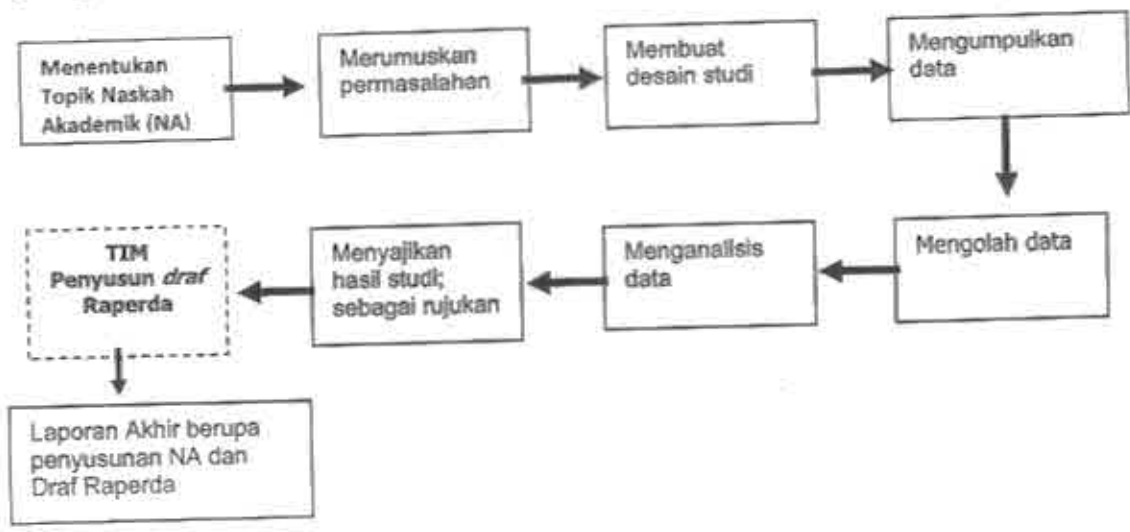 Menentukan
Topik Naskah
Akademik (NA)
Merumuskan
permasalahan
Membuat
desain studi
Mengumpulkan
data
Mengolah data
Menganalisis
data
Menyajikan
hasil studi;
sebagai rujukan
TIM
Penyusun draf
Raperda
Laporan Akhir berupa
penyusunan NA dan
Draf Raperda